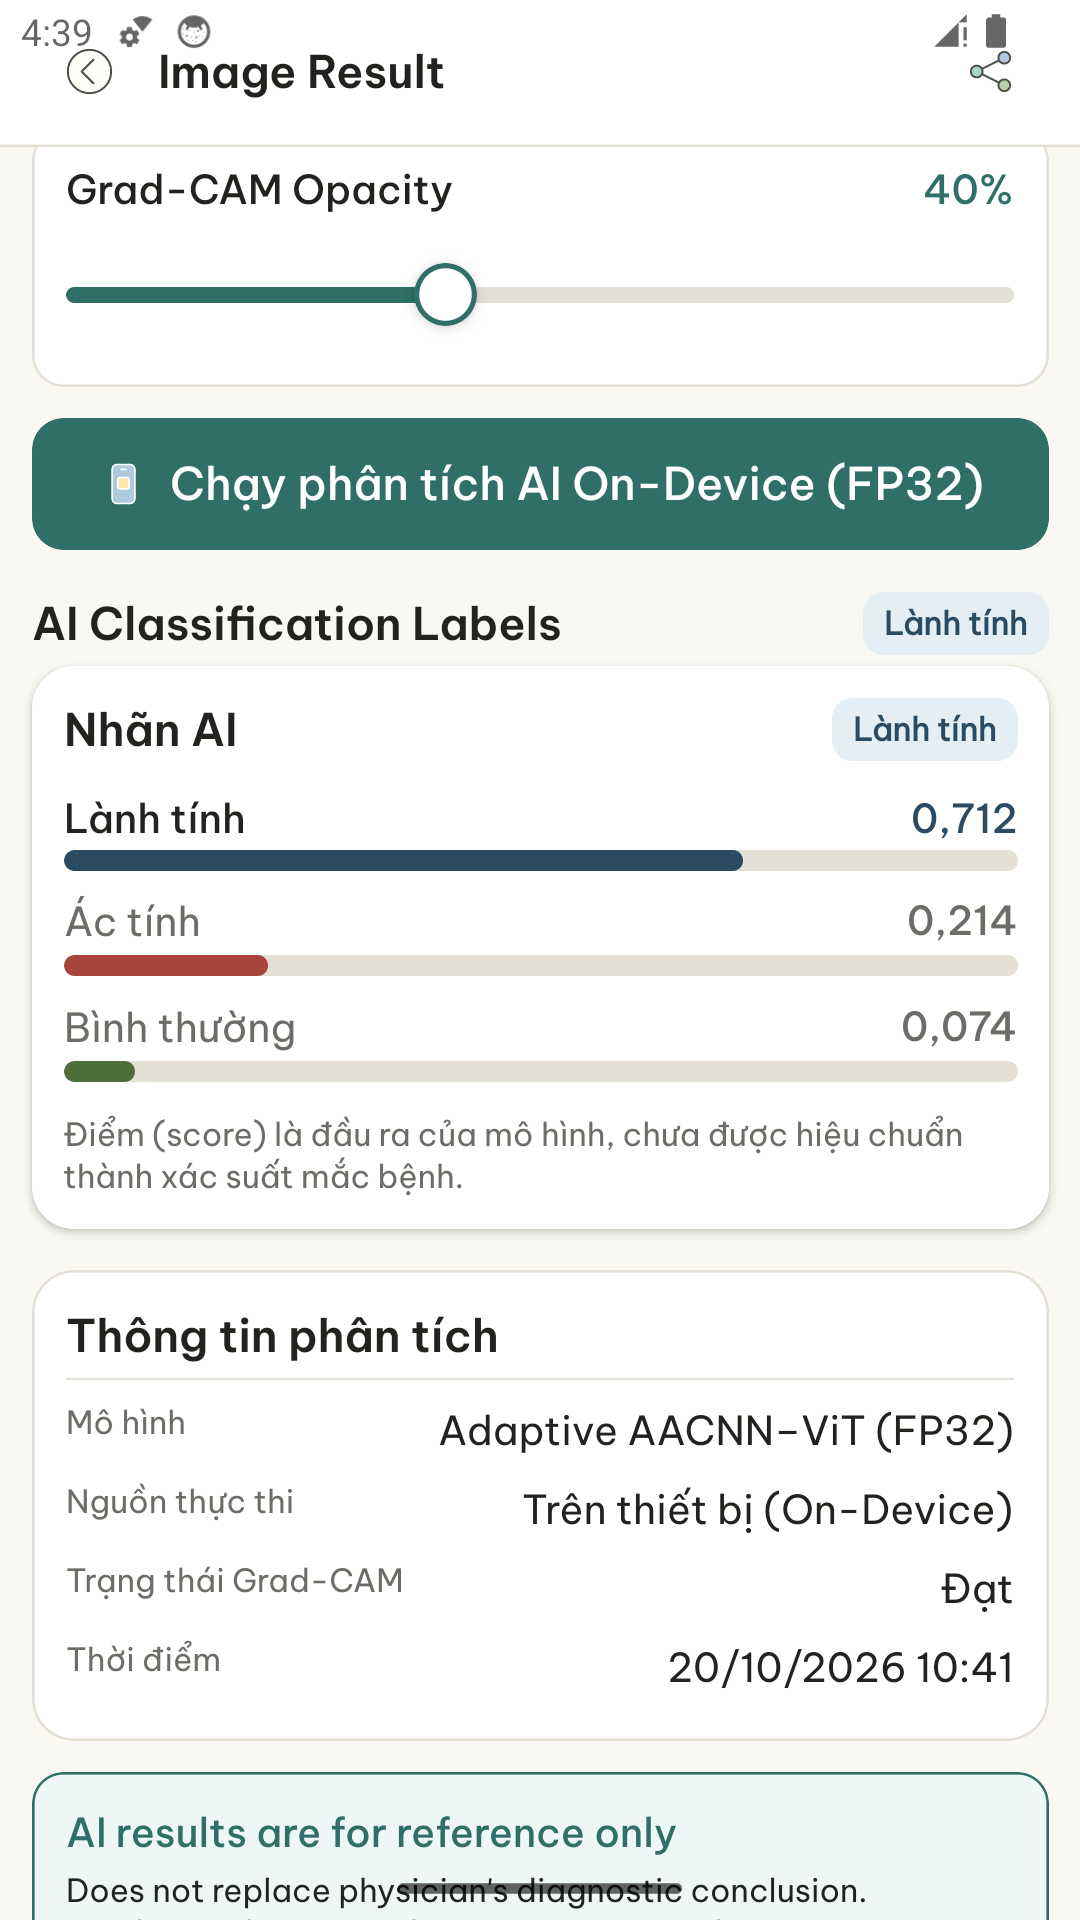 4:39
Image Result
Grad-CAM Opacity 40%
Chạy phân tích AI On-Device (FP32)
AI Classification Labels Lành tính
Nhãn AI Lành tính
Lành tính 0,712
Ác tính 0,214
Bình thường 0,074
Điểm (score) là đầu ra của mô hình, chưa được hiệu chuẩn
thành xác suất mắc bệnh.
Thông tin phân tích
Mô hình Adaptive AACNN-ViT (FP32)
Nguồn thực thi Trên thiết bị (On-Device)
Trạng thái Grad-CAM Đạt
Thời điểm 20/10/2026 10:41
AI results are for reference only
Does not replace physician's diagnostic conclusion.